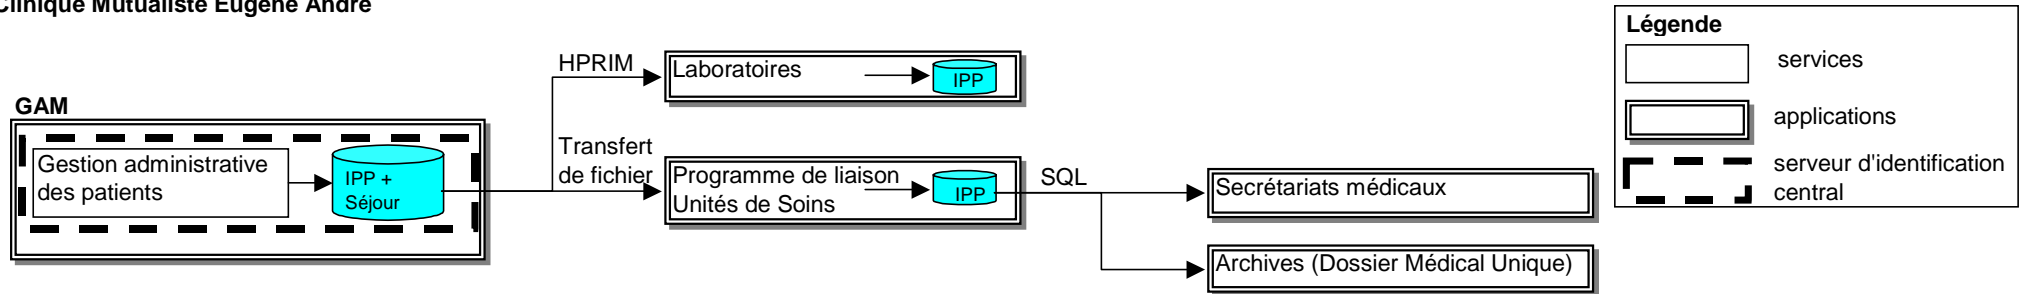 Clinique Mutualiste Eugène André
GAM
Gestion administrative
des patients
IPP +
Séjour
HPRIM
Transfert
de fichier
Laboratoires
IPP
Programme de liaison
Unités de Soins
IPP
SQL
Secrétariats médicaux
Archives (Dossier Médical Unique)
Légende
services
applications
serveur d'identification
central